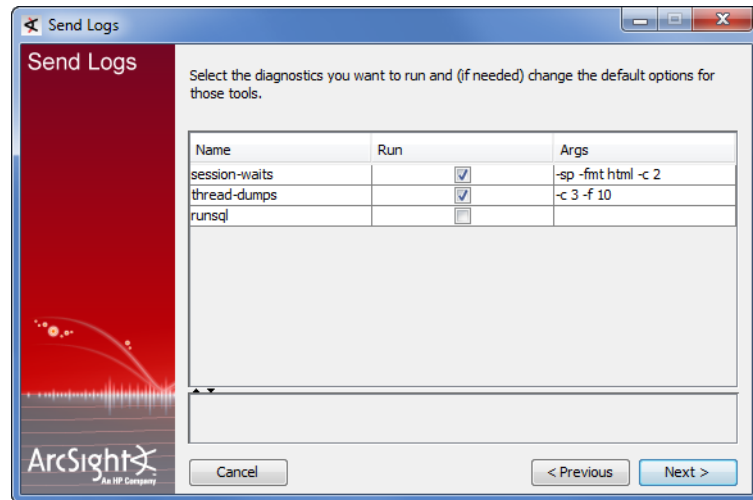 Send Logs
Send Logs
Select the diagnostics you want to run and (if needed) change the default options for
those tools.
Name Run Args
session-waits -sp -fmt html -c 2
thread-dumps -c 3 -f 10
runsql
ArcSight
An HP Company
Cancel < Previous Next >